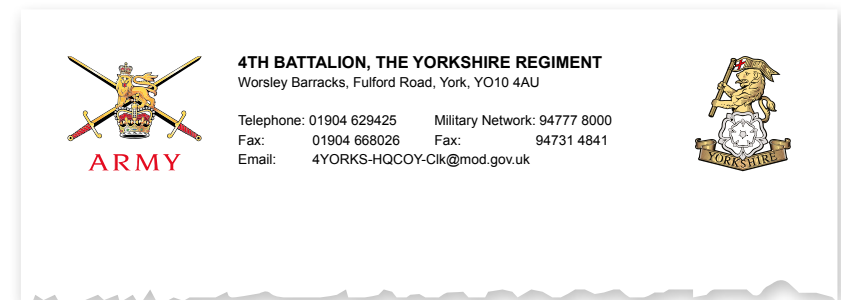 4TH BATTALION, THE YORKSHIRE REGIMENT
Worsley Barracks, Fulford Road, York, YO10 4AU
Telephone: 01904 629425 Military Network: 94777 8000
Fax: 01904 668026 Fax: 94731 4841
Email: 4YORKS-HQCOY-Clk@mod.gov.uk
ARMY
YORKSHIRE